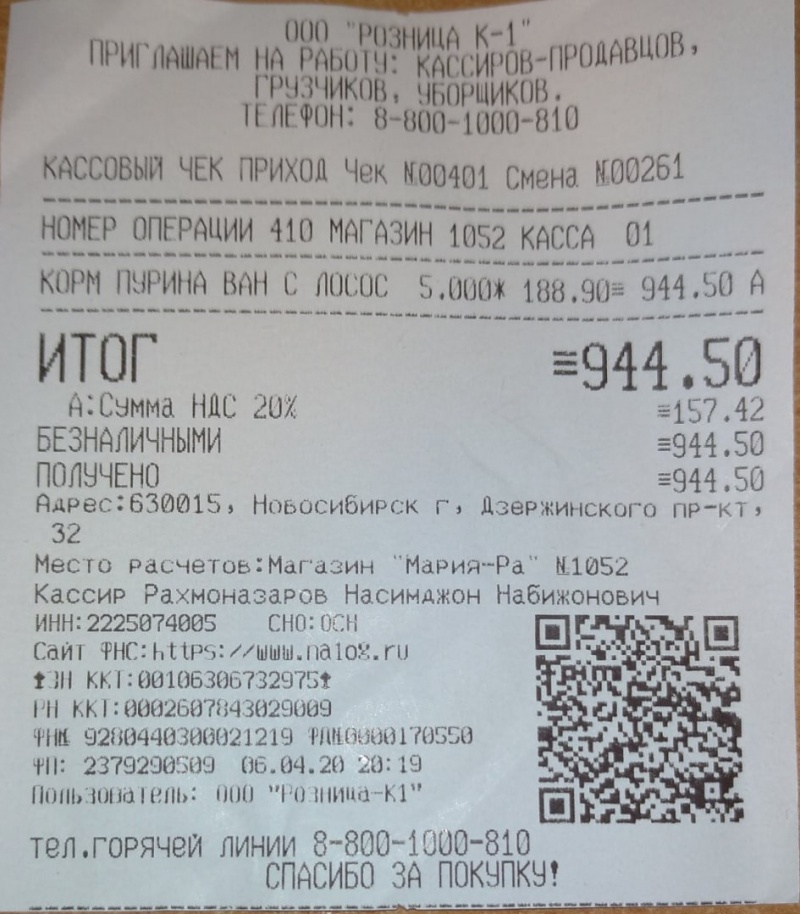 ООО "РОЗНИЦА К-1"
ПРИГЛАШАЕМ НА РАБОТУ: КАССИРОВ-ПРОДАВЦОВ,
ГРУЗЧИКОВ, УБОРЩИКОВ.
ТЕЛЕФОН: 8-800-1000-810
КАССОВЫЙ ЧЕК ПРИХОД Чек №00401 Смена №00261
НОМЕР ОПЕРАЦИИ 410 МАГАЗИН 1052 КАССА 01
КОРМ ПУРИНА ВАН С ЛОСОС 5.000* 188.90≡ 944.50 А
ИТОГ ≡944.50
А:Сумма НДС 20% ≡157.42
БЕЗНАЛИЧНЫМИ ≡944.50
ПОЛУЧЕНО ≡944.50
Адрес:630015, Новосибирск г, Дзержинского пр-кт,
32
Место расчетов:Магазин "Мария-Ра" №1052
Кассир Рахмоназаров Насимджон Набижонович
ИНН:2225074005 СНО:ОСН
Сайт ФНС:https://www.nalog.ru
ЗН ККТ:00106306732975
РН ККТ:0002607843029009
ФН№ 9280440300021219 ФД№0000170550
ФП: 2379290509 06.04.20 20:19
Пользователь: ООО "Розница-К1"
тел.горячей линии 8-800-1000-810
СПАСИБО ЗА ПОКУПКУ!